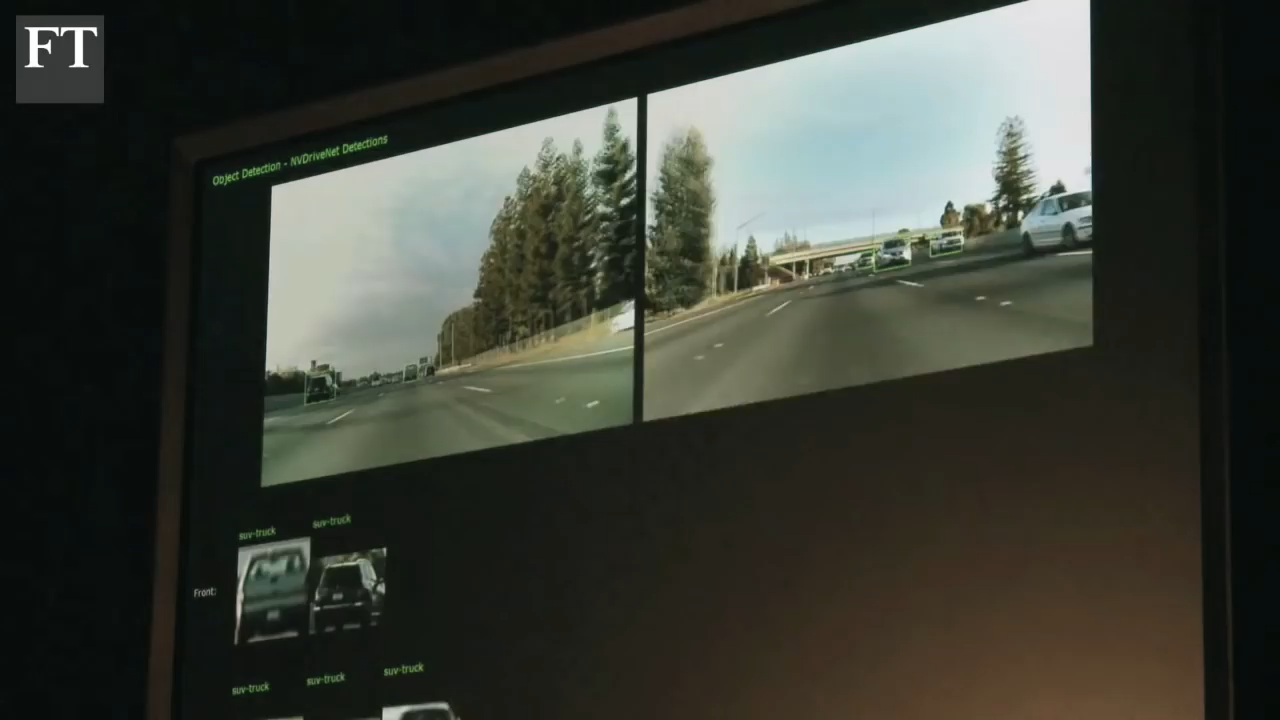 FT
Object Detection - NVDriveNet Detections
suv-truck suv-truck
Front:
suv-truck suv-truck suv-truck